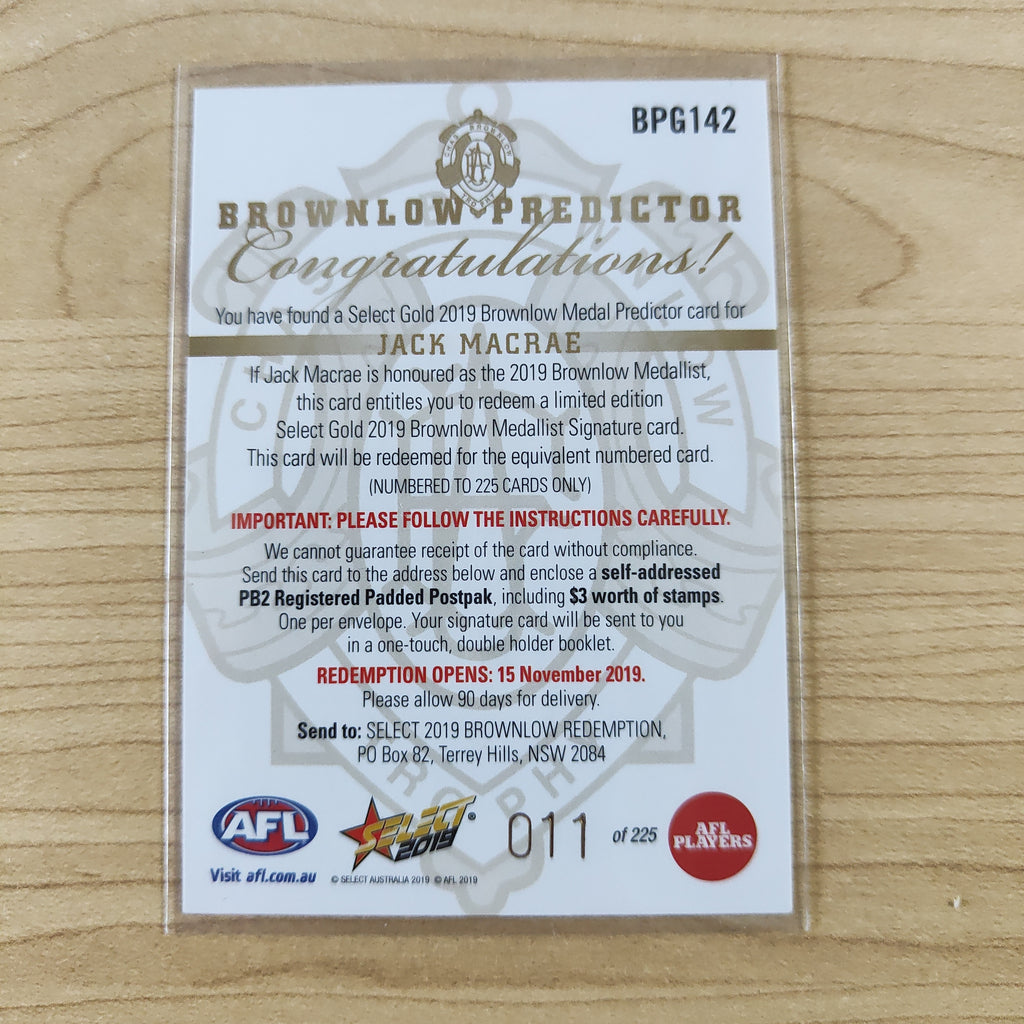 BPG142
CHAS BROWNLOW
TROPHY
BROWNLOW PREDICTOR
Congratulations!
You have found a Select Gold 2019 Brownlow Medal Predictor card for
JACK MACRAE
If Jack Macrae is honoured as the 2019 Brownlow Medallist,
this card entitles you to redeem a limited edition
Select Gold 2019 Brownlow Medallist Signature card.
This card will be redeemed for the equivalent numbered card.
(NUMBERED TO 225 CARDS ONLY)
IMPORTANT: PLEASE FOLLOW THE INSTRUCTIONS CAREFULLY.
We cannot guarantee receipt of the card without compliance.
Send this card to the address below and enclose a self-addressed
PB2 Registered Padded Postpak, including $3 worth of stamps.
One per envelope. Your signature card will be sent to you
in a one-touch, double holder booklet.
REDEMPTION OPENS: 15 November 2019.
Please allow 90 days for delivery.
Send to: SELECT 2019 BROWNLOW REDEMPTION,
PO Box 82, Terrey Hills, NSW 2084
AFL
SELECT 2019 ®
011 of 225
AFL
PLAYERS
Visit afl.com.au
© SELECT AUSTRALIA 2019 © AFL 2019